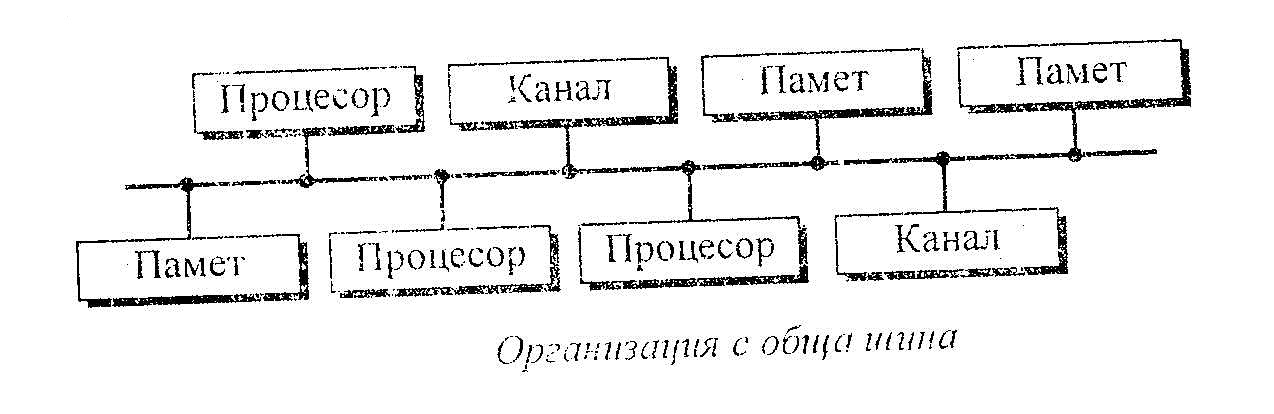 Процесор Канал Памет Памет
Памет Процесор Процесор Канал
Организация с обща шина